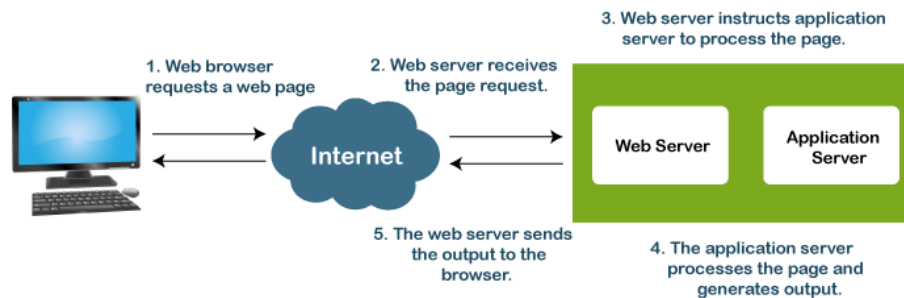 1. Web browser
requests a web page
2. Web server receives
the page request.
3. Web server instructs application
server to process the page.
Internet
Web Server
Application
Server
4. The application server
processes the page and
generates output.
5. The web server sends
the output to the
browser.